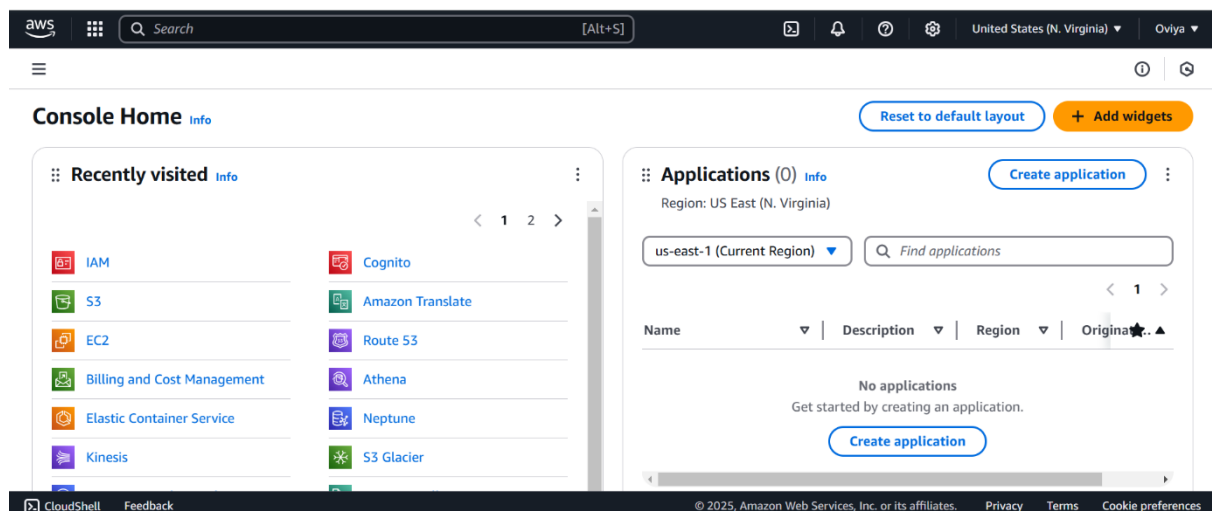 aws Search [Alt+S] United States (N. Virginia) Oviya
Console Home Info Reset to default layout + Add widgets
Recently visited Info
1 2
IAM
Cognito
S3
Amazon Translate
EC2
Route 53
Billing and Cost Management
Athena
Elastic Container Service
Neptune
Kinesis
S3 Glacier
Applications (0) Info Create application
Region: US East (N. Virginia)
us-east-1 (Current Region) Find applications
1
Name Description Region Originat...
No applications
Get started by creating an application.
Create application
CloudShell Feedback © 2025, Amazon Web Services, Inc. or its affiliates. Privacy Terms Cookie preferences